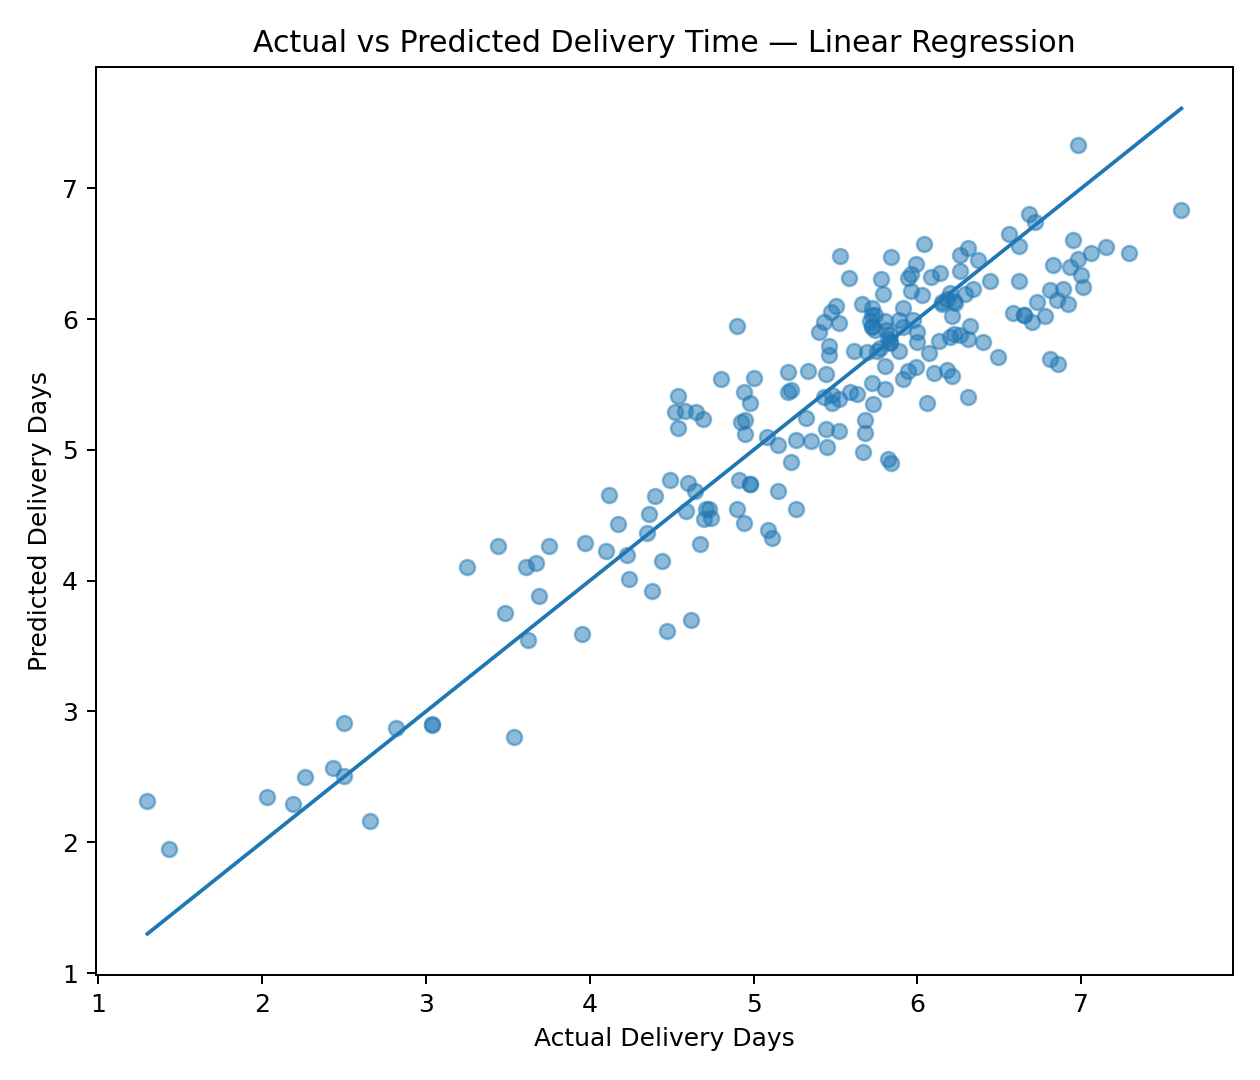 Actual vs Predicted Delivery Time — Linear Regression
Predicted Delivery Days
7
6
5
4
3
2
1
1 2 3 4 5 6 7
Actual Delivery Days